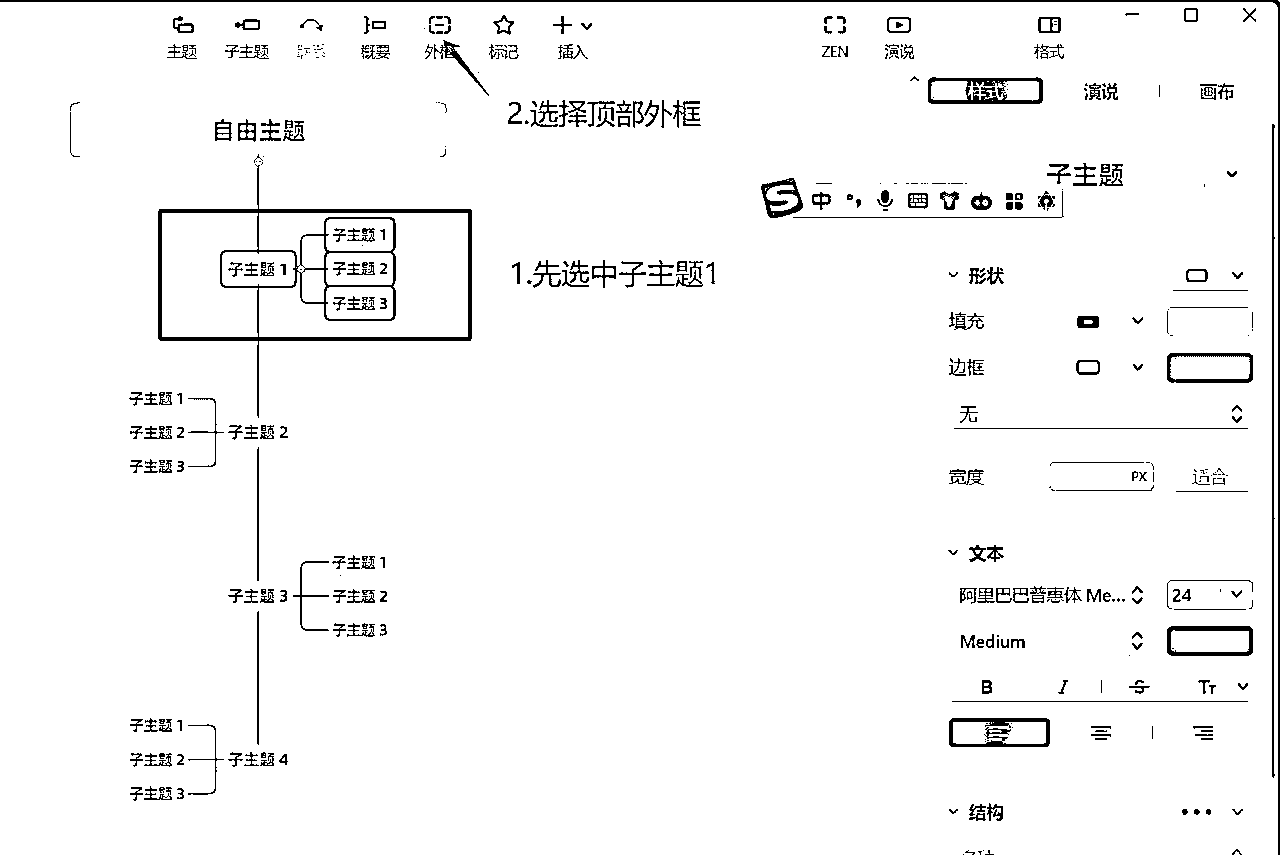 主题 子主题 联系 概要 外框 标记 插入 ZEN 演说 格式
样式 演说 画布
2.选择顶部外框
自由主题
子主题
中
子主题 1
子主题 1
子主题 2
子主题 3
1.先选中子主题1
形状
填充
边框
无
宽度 PX 适合
子主题 1
子主题 2
子主题 3
子主题 2
文本
阿里巴巴普惠体 Me... 24
Medium
B I S Tт
子主题 3
子主题 1
子主题 2
子主题 3
子主题 1
子主题 2
子主题 3
子主题 4
结构